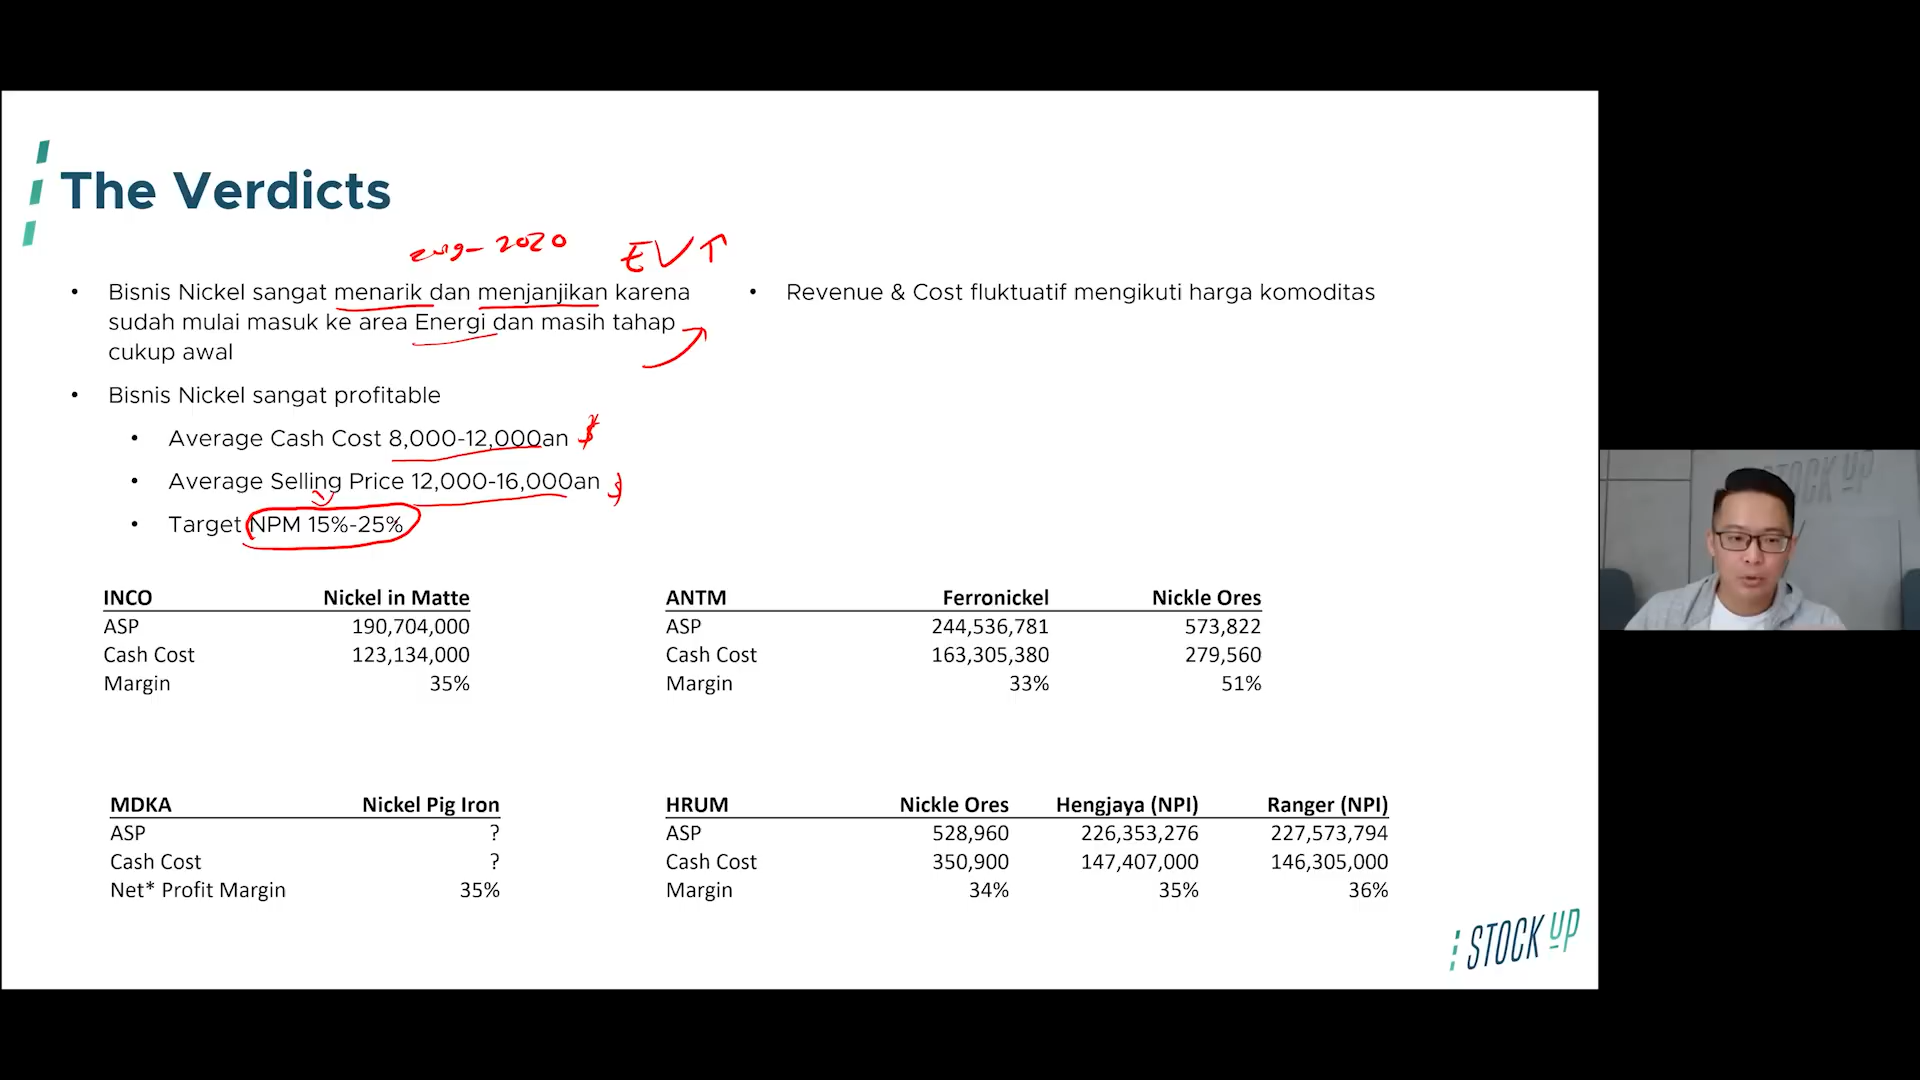 The Verdicts
2019-2020
EV↑
• Bisnis Nickel sangat menarik dan menjanjikan karena
sudah mulai masuk ke area Energi dan masih tahap
cukup awal
• Bisnis Nickel sangat profitable
• Average Cash Cost 8,000-12,000an $
• Average Selling Price 12,000-16,000an $
• Target NPM 15%-25%
• Revenue & Cost fluktuatif mengikuti harga komoditas
INCO Nickel in Matte
ASP 190,704,000
Cash Cost 123,134,000
Margin 35%
ANTM Ferronickel Nickle Ores
ASP 244,536,781 573,822
Cash Cost 163,305,380 279,560
Margin 33% 51%
MDKA Nickel Pig Iron
ASP ?
Cash Cost ?
Net* Profit Margin 35%
HRUM Nickle Ores Hengjaya (NPI) Ranger (NPI)
ASP 528,960 226,353,276 227,573,794
Cash Cost 350,900 147,407,000 146,305,000
Margin 34% 35% 36%
STOCK UP
STOCK UP